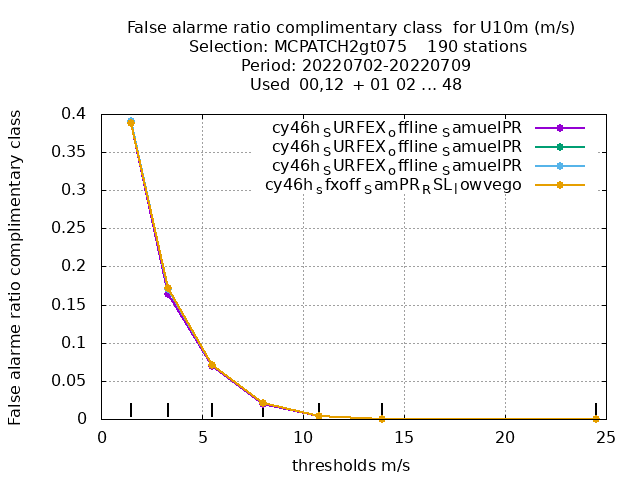 False alarme ratio complimentary class  for U10m (m/s)
Selection: MCPATCH2gt075    190 stations
Period: 20220702-20220709
Used  00,12  + 01 02 ... 48
False alarme ratio complimentary class
cy46h_SURFEX_offline_SamuelPR
cy46h_SURFEX_offline_SamuelPR
cy46h_SURFEX_offline_SamuelPR
cy46h_sfxoff_SamPR_RSL_lowvego
0.4
0.35
0.3
0.25
0.2
0.15
0.1
0.05
0
0 5 10 15 20 25
thresholds m/s